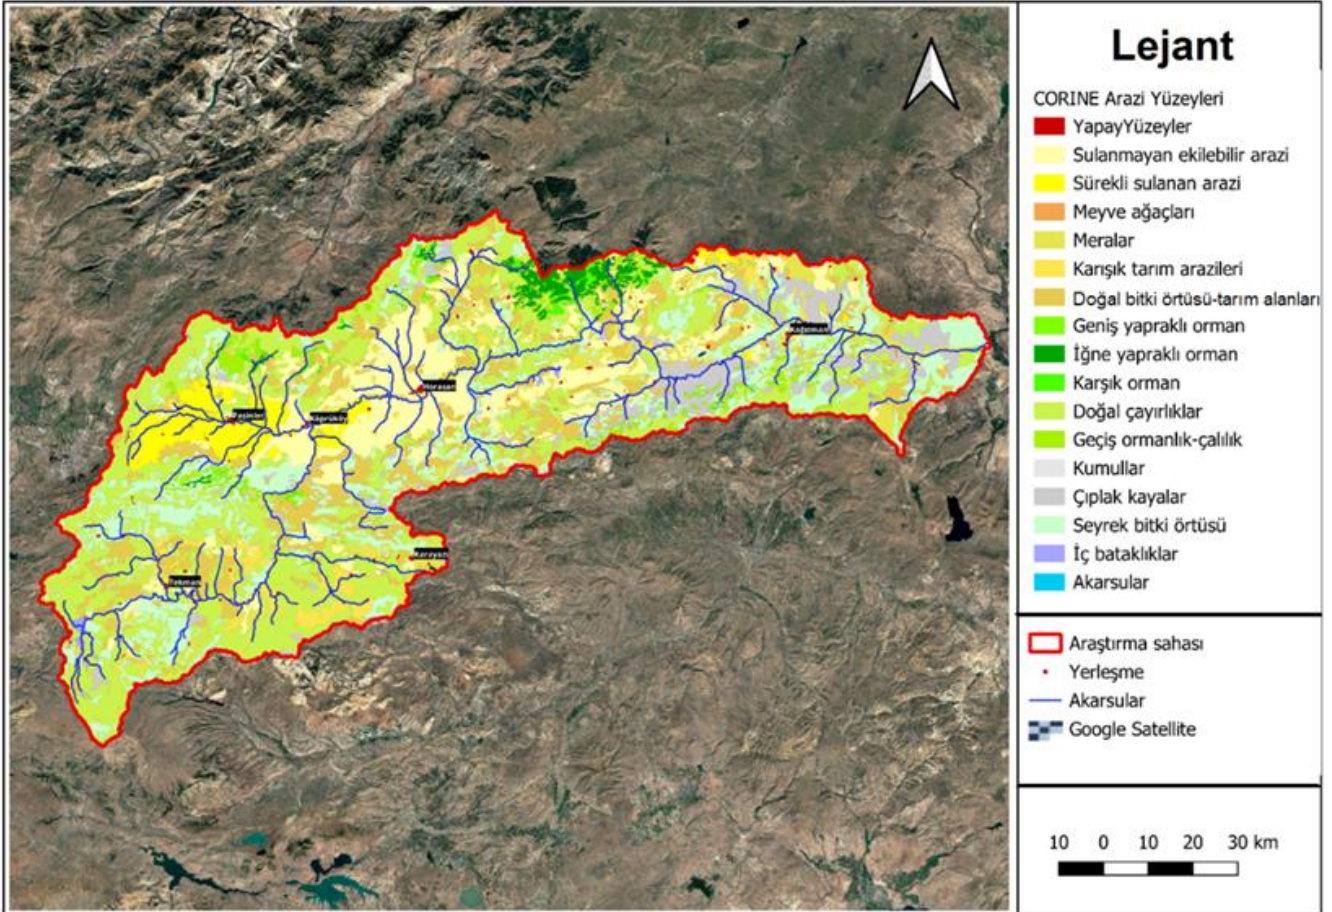 Lejant
CORINE Arazi Yüzeyleri
YapayYüzeyler
Sulanmayan ekilebilir arazi
Sürekli sulanan arazi
Meyve ağaçları
Meralar
Karışık tarım arazileri
Doğal bitki örtüsü-tarım alanları
Geniş yapraklı orman
İğne yapraklı orman
Karşık orman
Doğal çayırlıklar
Geçiş ormanlık-çalılık
Kumullar
Çıplak kayalar
Seyrek bitki örtüsü
İç bataklıklar
Akarsular
Araştırma sahası
Yerleşme
Akarsular
Google Satellite
10 0 10 20 30 km
Kağızman
Horasan
Pasinler
Köprüköy
Karayazı
Tekman